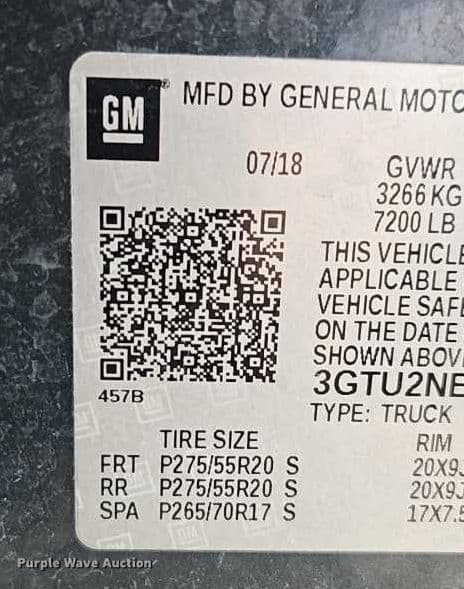 GM MFD BY GENERAL MOTO
07/18 GVWR
3266 KG
7200 LB
THIS VEHICLE
APPLICABLE
VEHICLE SAF
ON THE DATE
SHOWN ABOV
3GTU2NE
457B
TYPE: TRUCK
TIRE SIZE RIM
FRT P275/55R20 S 20X9J
RR P275/55R20 S 20X9J
SPA P265/70R17 S 17X7.5
Purple Wave Auction